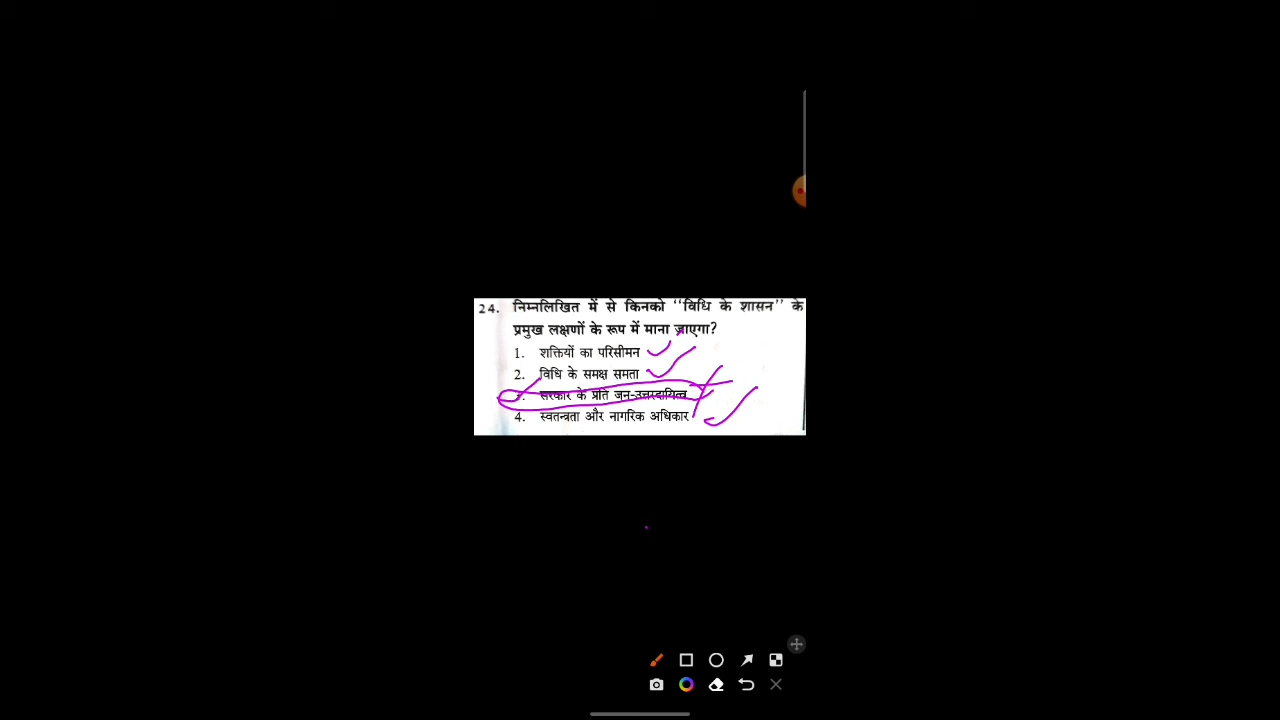 24. निम्नलिखित में से किनको "विधि के शासन" के
प्रमुख लक्षणों के रूप में माना जाएगा?
1. शक्तियों का परिसीमन
2. विधि के समक्ष समता
सरकार के प्रति जन-उत्तरदायित्व
4. स्वतन्त्रता और नागरिक अधिकार